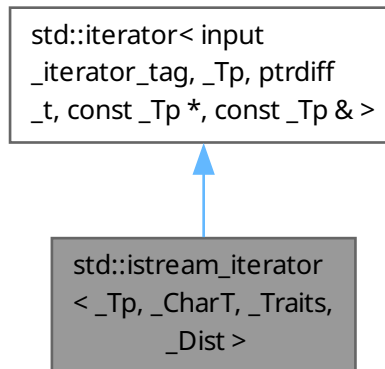 std::iterator< input
_iterator_tag, _Tp, ptrdiff
_t, const _Tp *, const _Tp & >
std::istream_iterator
< _Tp, _CharT, _Traits,
_Dist >